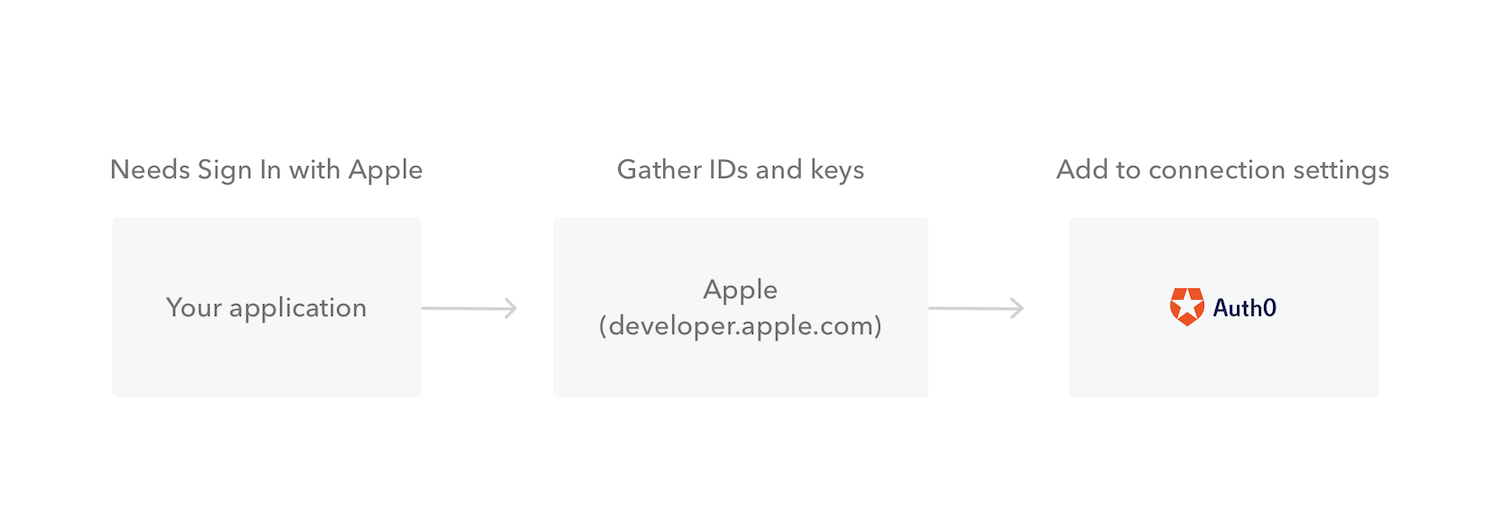 Needs Sign In with Apple
Gather IDs and keys
Add to connection settings
Your application
Apple
(developer.apple.com)
Auth0